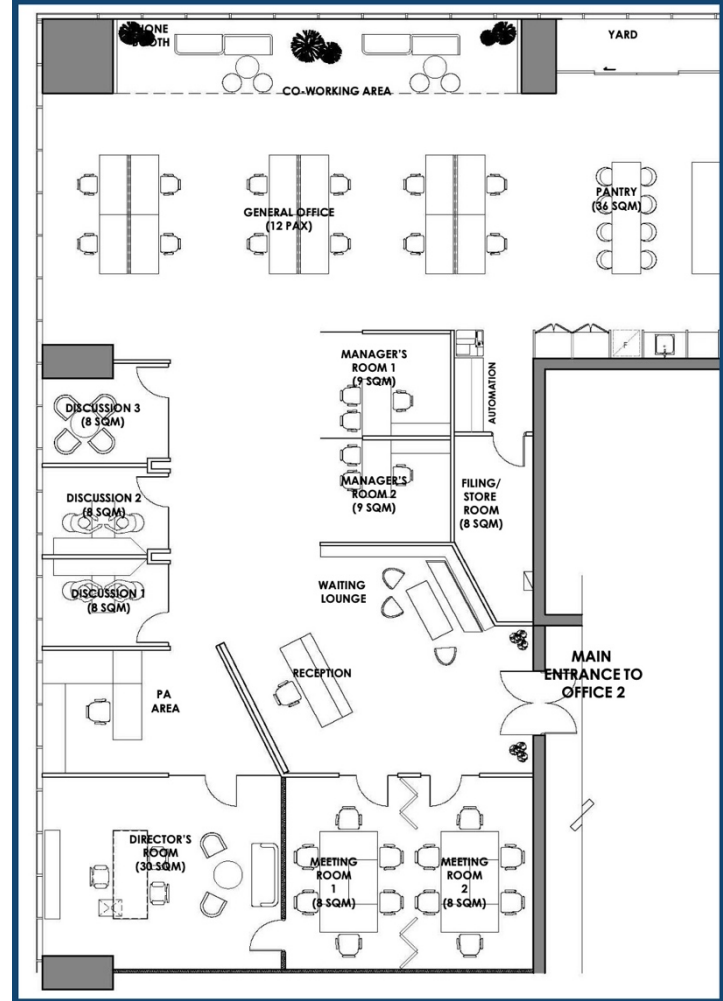 PHONE
BOOTH
YARD
CO-WORKING AREA
GENERAL OFFICE
(12 PAX)
PANTRY
(36 SQM)
MANAGER'S
ROOM 1
(9 SQM)
AUTOMATION
F
DISCUSSION 3
(8 SQM)
MANAGER'S
ROOM 2
(9 SQM)
FILING/
STORE
ROOM
(8 SQM)
DISCUSSION 2
(8 SQM)
DISCUSSION 1
(8 SQM)
WAITING
LOUNGE
RECEPTION
MAIN
ENTRANCE TO
OFFICE 2
PA
AREA
DIRECTOR'S
ROOM
(30 SQM)
MEETING
ROOM
1
(8 SQM)
MEETING
ROOM
2
(8 SQM)